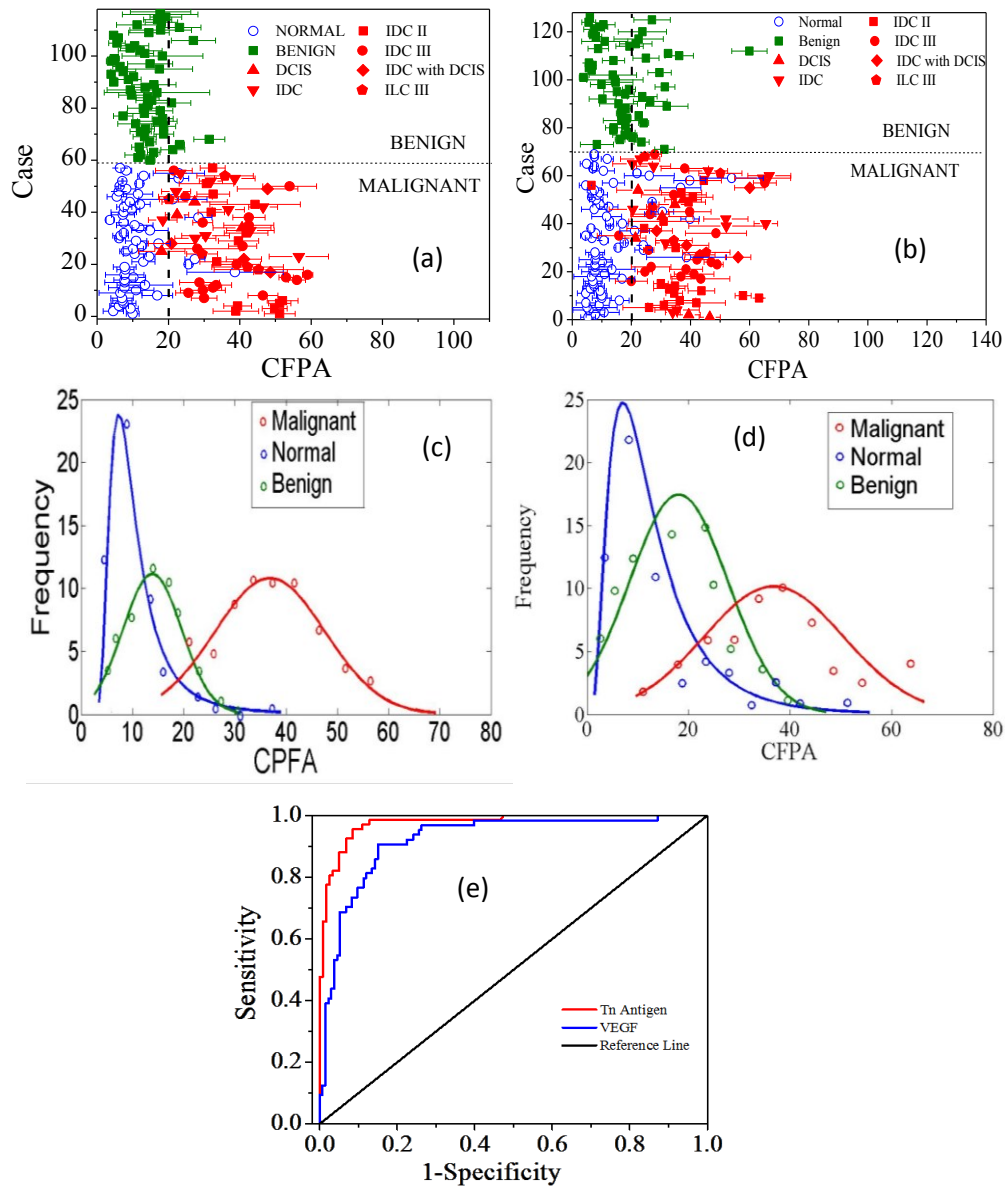 NORMAL
IDC II
BENIGN
IDC III
DCIS
IDC with DCIS
IDC
ILC III
BENIGN
MALIGNANT
(a)
Case
0
20
40
60
80
100
120
0 20 40 60 80 100
CFPA
Normal
IDC II
Benign
IDC III
DCIS
IDC with DCIS
IDC
ILC III
BENIGN
MALIGNANT
(b)
Case
0
20
40
60
80
100
120
0 20 40 60 80 100 120 140
CFPA
25
20
15
10
5
0
Frequency
Malignant
Normal
Benign
(c)
0 10 20 30 40 50 60 70 80
CPFA
25
20
15
10
5
0
Frequency
(d)
Malignant
Normal
Benign
0 20 40 60 80
CFPA
1.0
0.8
0.6
0.4
0.2
0.0
Sensitivity
(e)
Tn Antigen
VEGF
Reference Line
0.0 0.2 0.4 0.6 0.8 1.0
1-Specificity